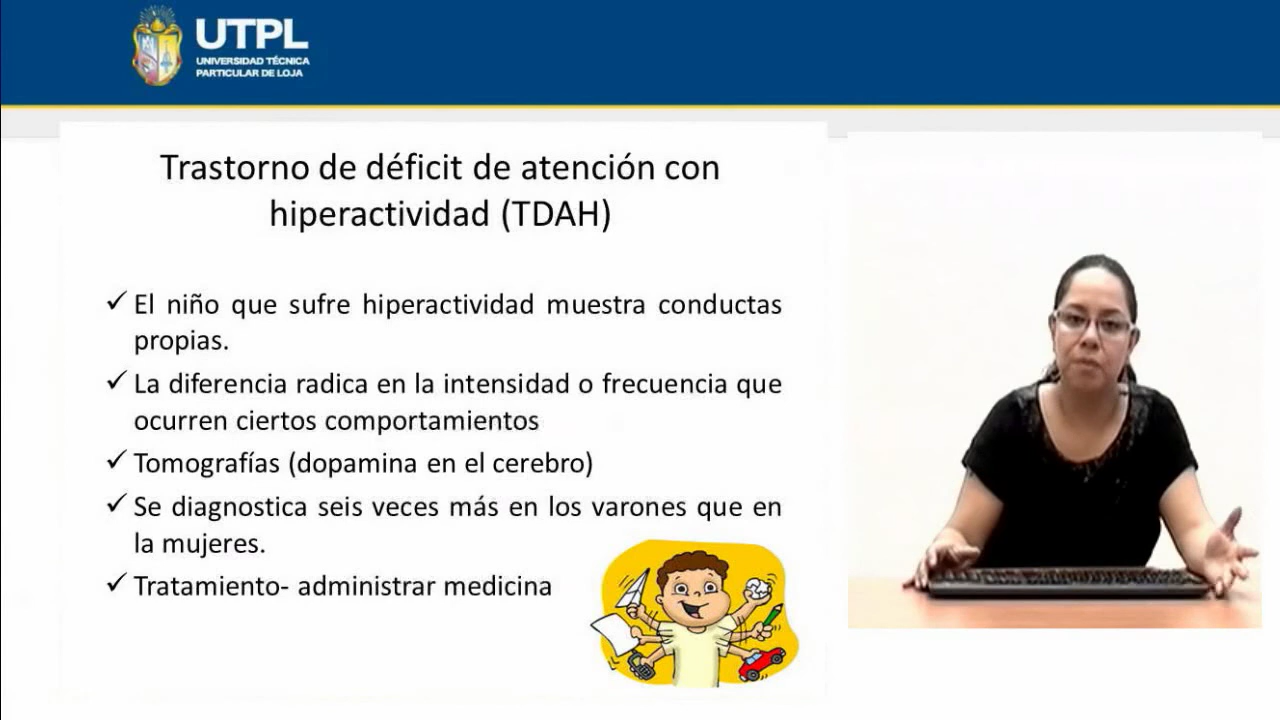 UTPL
UNIVERSIDAD TÉCNICA
PARTICULAR DE LOJA
Trastorno de déficit de atención con
hiperactividad (TDAH)
✓ El niño que sufre hiperactividad muestra conductas
propias.
✓ La diferencia radica en la intensidad o frecuencia que
ocurren ciertos comportamientos
✓ Tomografías (dopamina en el cerebro)
✓ Se diagnostica seis veces más en los varones que en
la mujeres.
✓ Tratamiento- administrar medicina